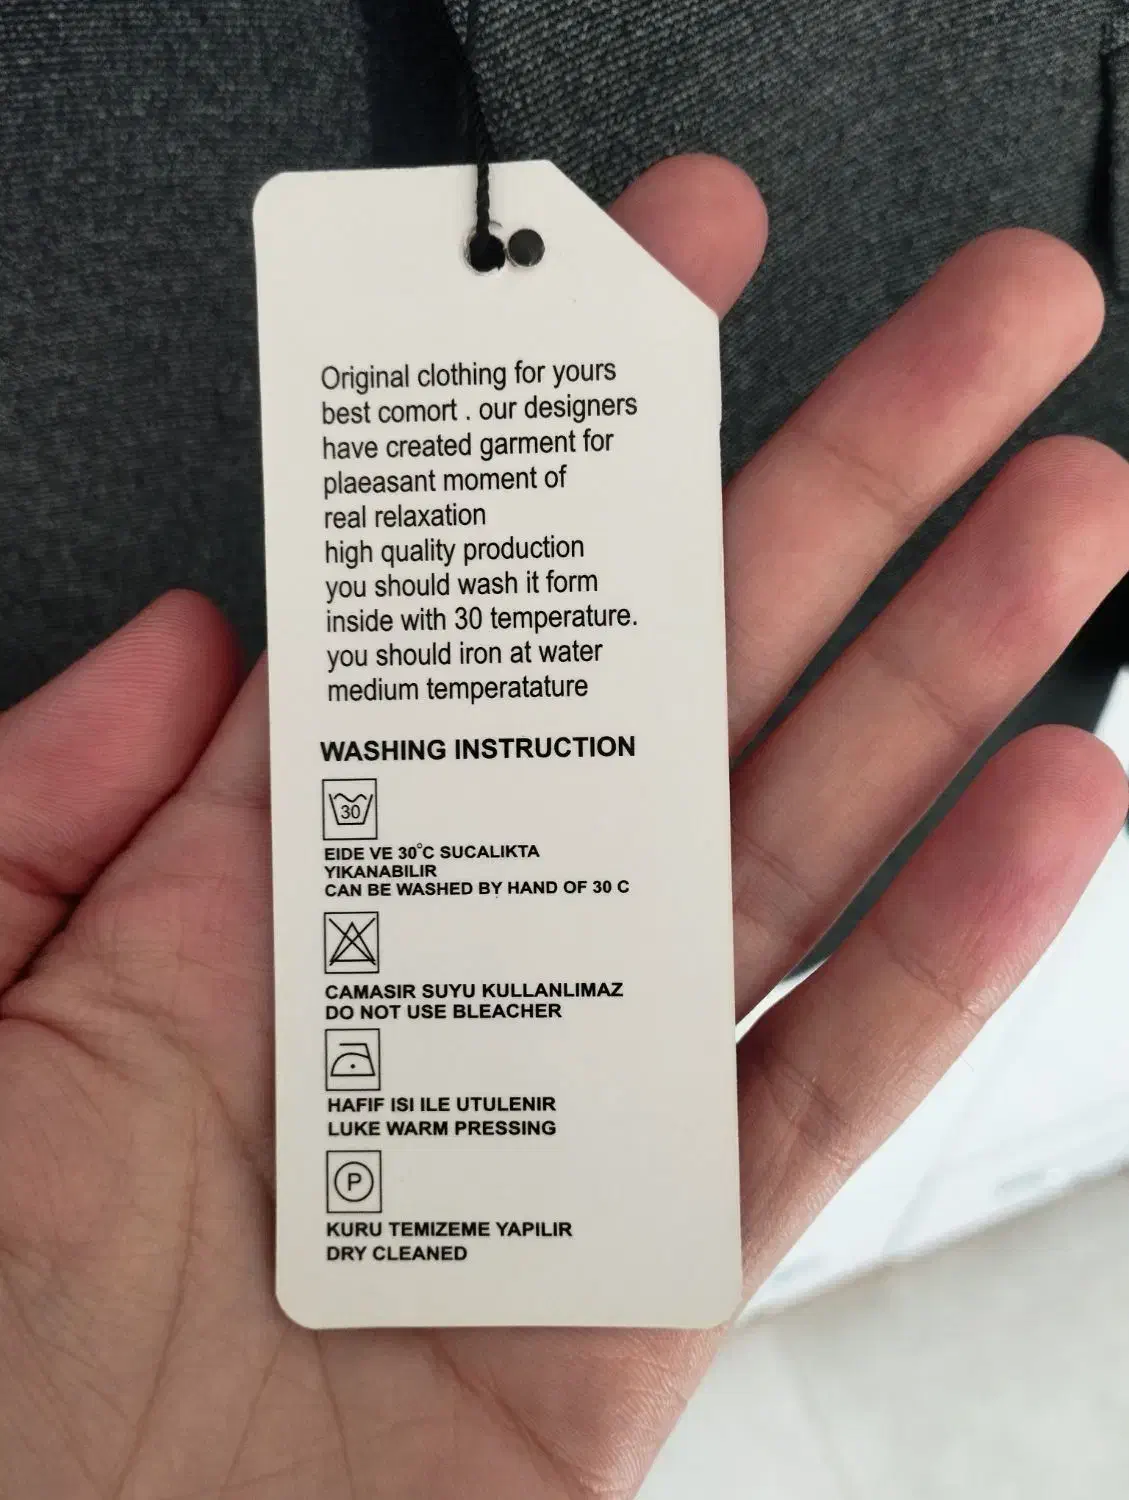 Original clothing for yours
best comort . our designers
have created garment for
plaeasant moment of
real relaxation
high quality production
you should wash it form
inside with 30 temperature.
you should iron at water
medium temperatature
WASHING INSTRUCTION
30
EIDE VE 30°C SUCALIKTA
YIKANABILIR
CAN BE WASHED BY HAND OF 30 C
CAMASIR SUYU KULLANLIMAZ
DO NOT USE BLEACHER
HAFIF ISI ILE UTULENIR
LUKE WARM PRESSING
P
KURU TEMIZEME YAPILIR
DRY CLEANED